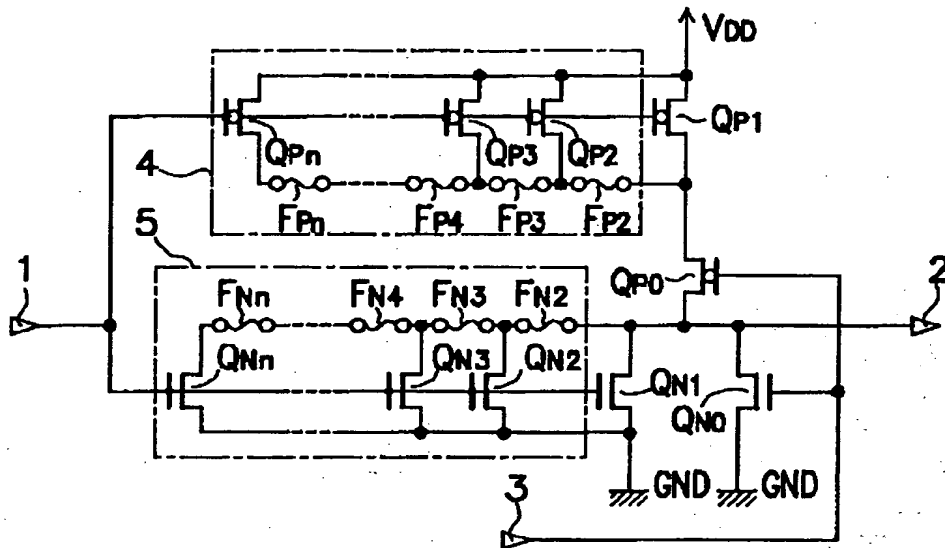 VDD
QPn
QP3
QP2
QP1
4
FPn
FP4
FP3
FP2
5
1
QP0
2
FNn
FN4
FN3
FN2
QNn
QN3
QN2
QN1
QN0
GND
GND
3